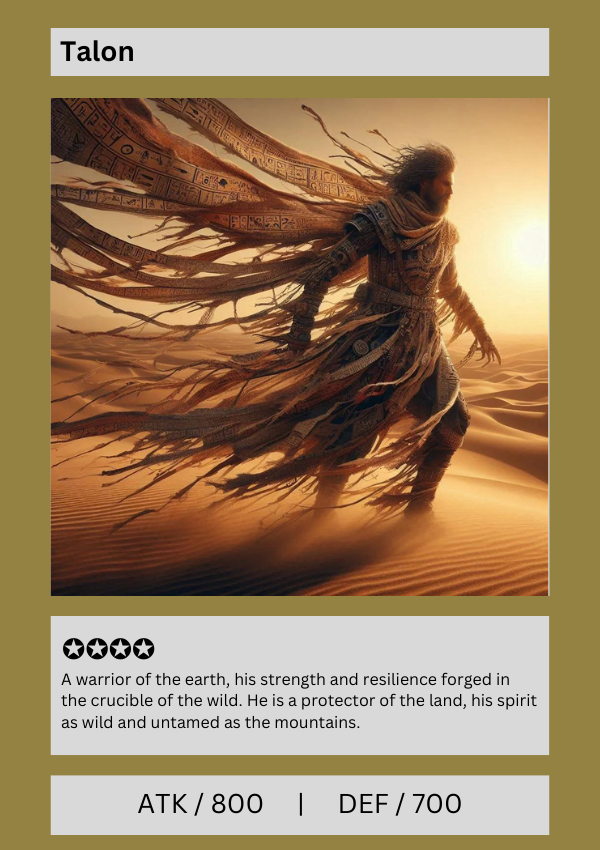 Talon
✪✪✪✪
A warrior of the earth, his strength and resilience forged in
the crucible of the wild. He is a protector of the land, his spirit
as wild and untamed as the mountains.
ATK / 800 | DEF / 700